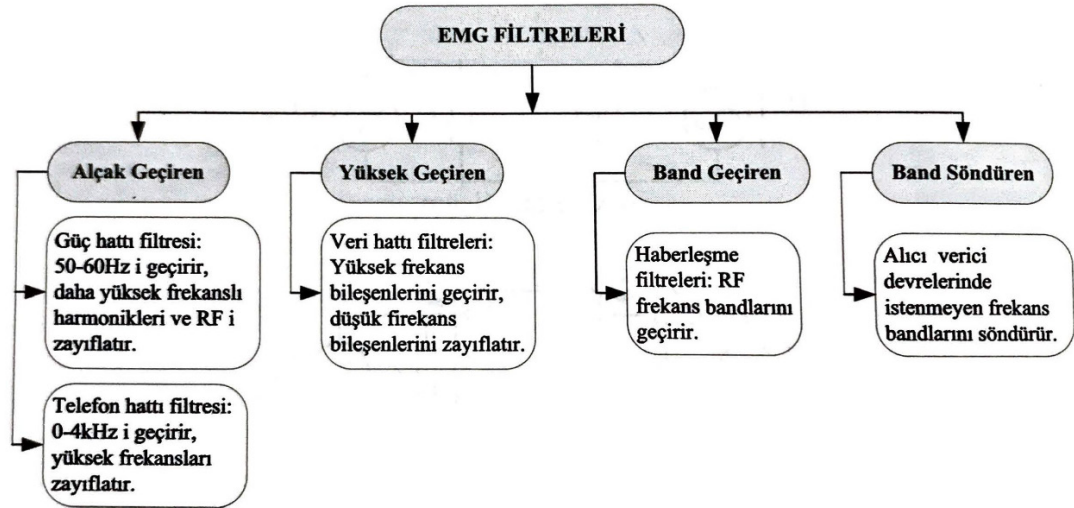 EMG FİLTRELERİ
Alçak Geçiren
Güç hattı filtresi:
50-60Hz i geçirir,
daha yüksek frekanslı
harmonikleri ve RF i
zayıflatır.
Telefon hattı filtresi:
0-4kHz i geçirir,
yüksek frekansları
zayıflatır.
Yüksek Geçiren
Veri hattı filtreleri:
Yüksek frekans
bileşenlerini geçirir,
düşük firekans
bileşenlerini zayıflatır.
Band Geçiren
Haberleşme
filtreleri: RF
frekans bandlarını
geçirir.
Band Söndüren
Alıcı verici
devrelerinde
istenmeyen frekans
bandlarını söndürür.